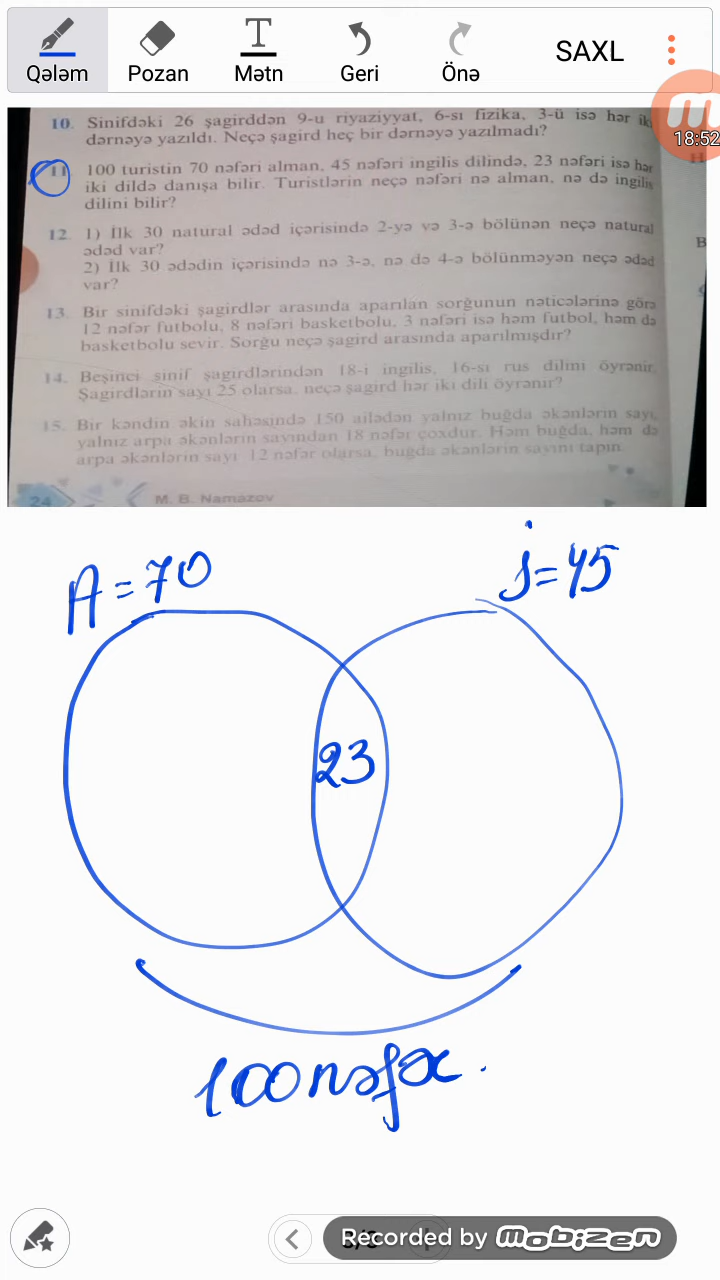 Qələm Pozan Mətn Geri Önə SAXL
18:52
10. Sinifdəki 26 şagirddən 9-u riyaziyyat, 6-sı fizika, 3-ü isə hər iki
dərnəyə yazıldı. Neçə şagird heç bir dərnəyə yazılmadı?
11 100 turistin 70 nəfəri alman, 45 nəfəri ingilis dilində, 23 nəfəri isə hər
iki dildə danışa bilir. Turistlərin neçə nəfəri nə alman, nə də ingilis
dilini bilir?
12. 1) İlk 30 natural ədəd içərisində 2-yə və 3-ə bölünən neçə natural
ədəd var?
2) İlk 30 ədədin içərisində nə 3-ə, nə də 4-ə bölünməyən neçə ədəd
var?
13. Bir sinifdəki şagirdlər arasında aparılan sorğunun nəticələrinə görə
12 nəfər futbolu, 8 nəfəri basketbolu, 3 nəfəri isə həm futbol, həm də
basketbolu sevir. Sorğu neçə şagird arasında aparılmışdır?
14. Beşinci sinif şagirdlərindən 18-i ingilis, 16-sı rus dilini öyrənir.
Şagirdlərin sayı 25 olarsa, neçə şagird hər iki dili öyrənir?
15. Bir kəndin əkin sahəsində 150 ailədən yalnız buğda əkənlərin sayı,
yalnız arpa əkənlərin sayından 18 nəfər çoxdur. Həm buğda, həm də
arpa əkənlərin sayı 12 nəfər olarsa, buğda əkənlərin sayını tapın.
24 M. B. Namazov
A=70
İ=45
23
100 nəfər.
Recorded by mobizen